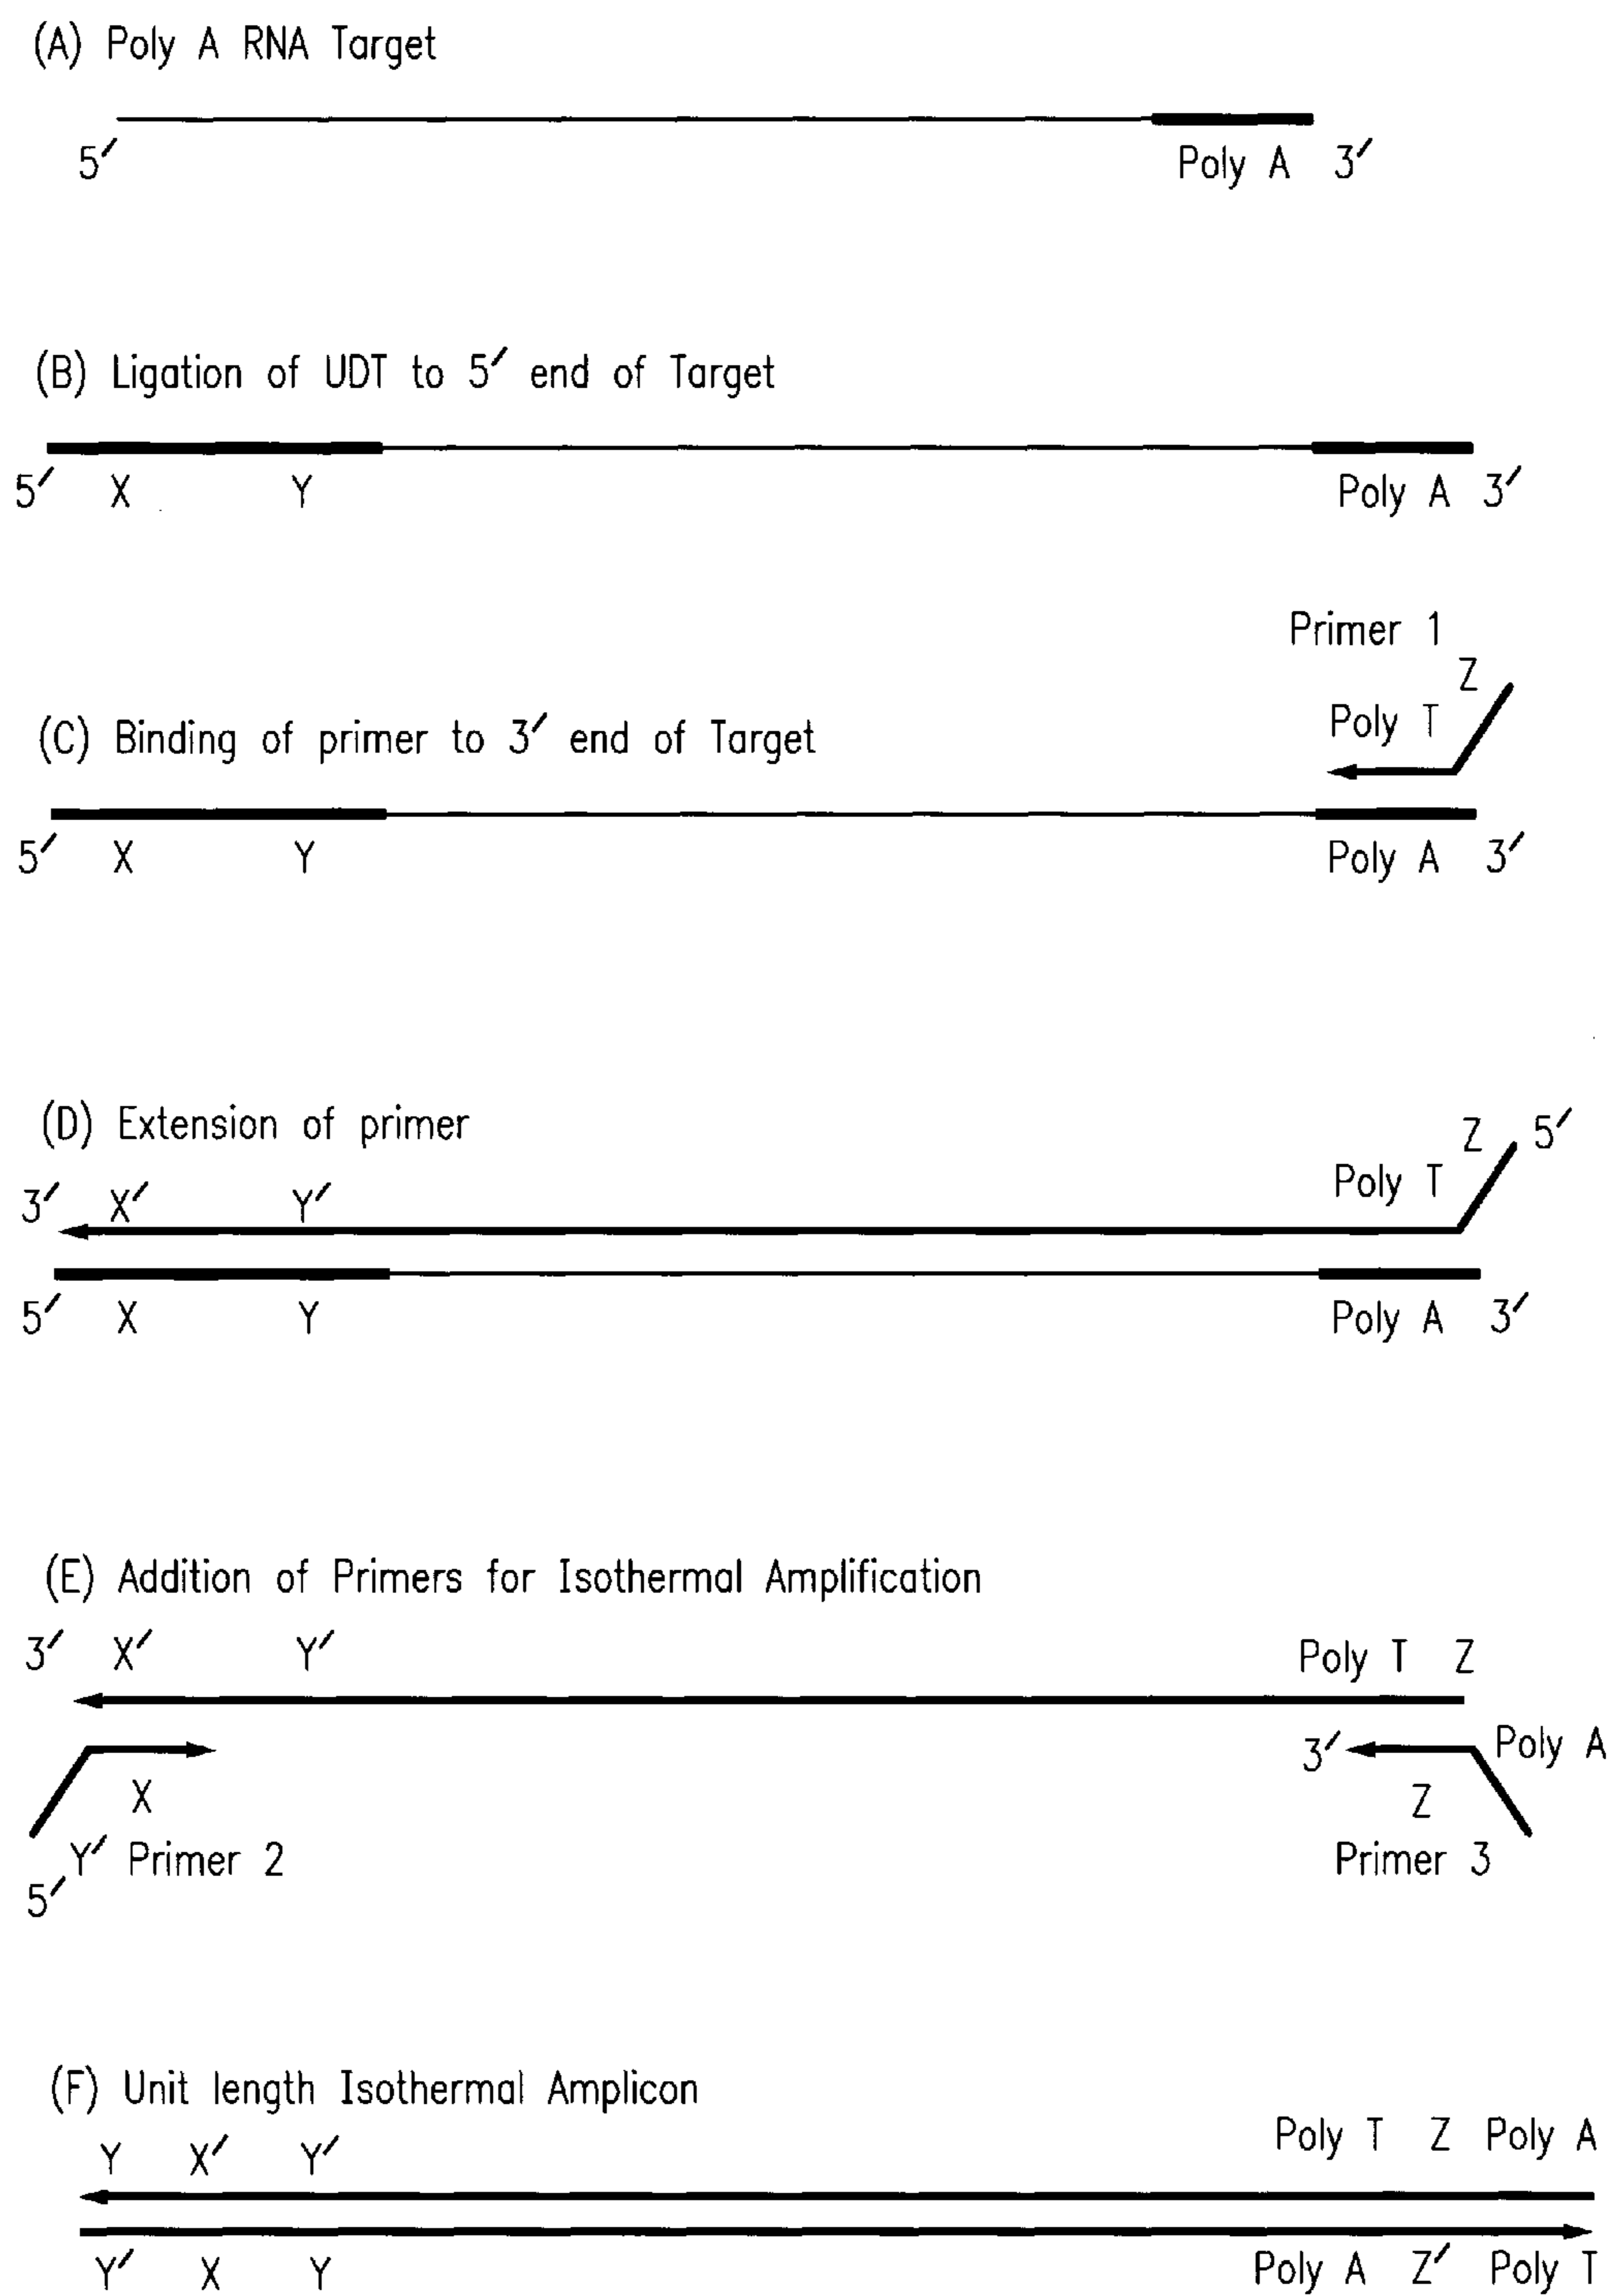 (A) Poly A RNA Target
5′ Poly A 3′
(B) Ligation of UDT to 5′ end of Target
5′ X Y Poly A 3′
Primer 1
Z
(C) Binding of primer to 3′ end of Target Poly T
5′ X Y Poly A 3′
(D) Extension of primer Z 5′
3′ X′ Y′ Poly T
5′ X Y Poly A 3′
(E) Addition of Primers for Isothermal Amplification
3′ X′ Y′ Poly T Z
3′ Poly A
X Z
Y′ Primer 2 Primer 3
5′
(F) Unit length Isothermal Amplicon
Y X′ Y′ Poly T Z Poly A
Y′ X Y Poly A Z′ Poly T